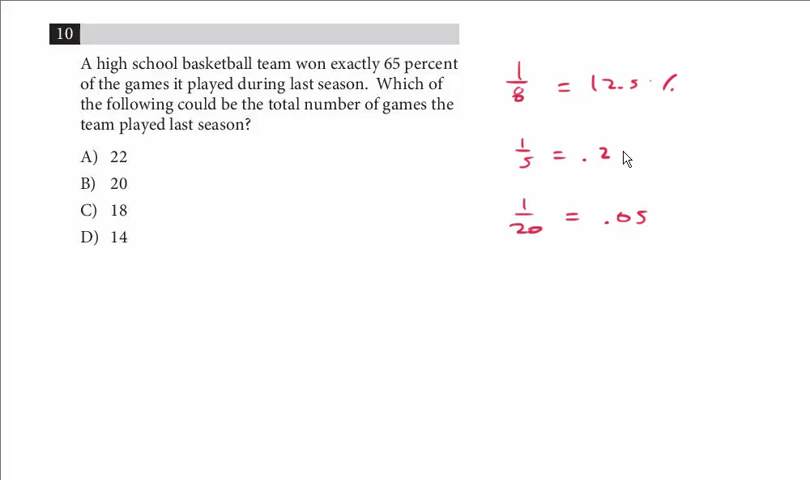 10
A high school basketball team won exactly 65 percent
of the games it played during last season. Which of
the following could be the total number of games the
team played last season?
A) 22
B) 20
C) 18
D) 14
1/8 = 12.5%
1/5 = .2
1/20 = .05